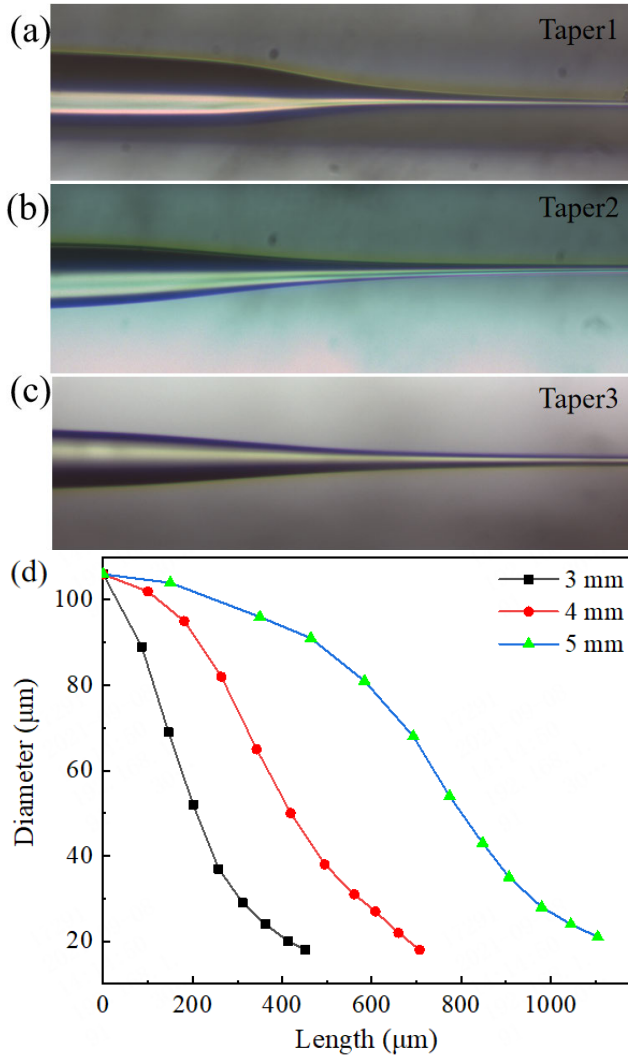 (a)
Taper1
(b)
Taper2
(c)
Taper3
(d)
3 mm
4 mm
5 mm
100
80
60
40
20
Diameter (μm)
0
200
400
600
800
1000
Length (μm)